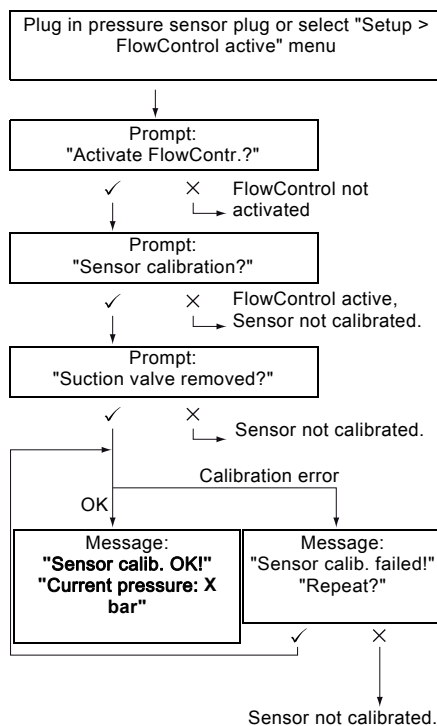 Plug in pressure sensor plug or select "Setup >
FlowControl active" menu
Prompt:
"Activate FlowContr.?"
✓ ✕ FlowControl not
activated
Prompt:
"Sensor calibration?"
✓ ✕ FlowControl active,
Sensor not calibrated.
Prompt:
"Suction valve removed?"
✓ ✕
Sensor not calibrated.
Calibration error
OK
Message:
"Sensor calib. OK!"
"Current pressure: X
bar"
Message:
"Sensor calib. failed!"
"Repeat?"
✓ ✕
Sensor not calibrated.